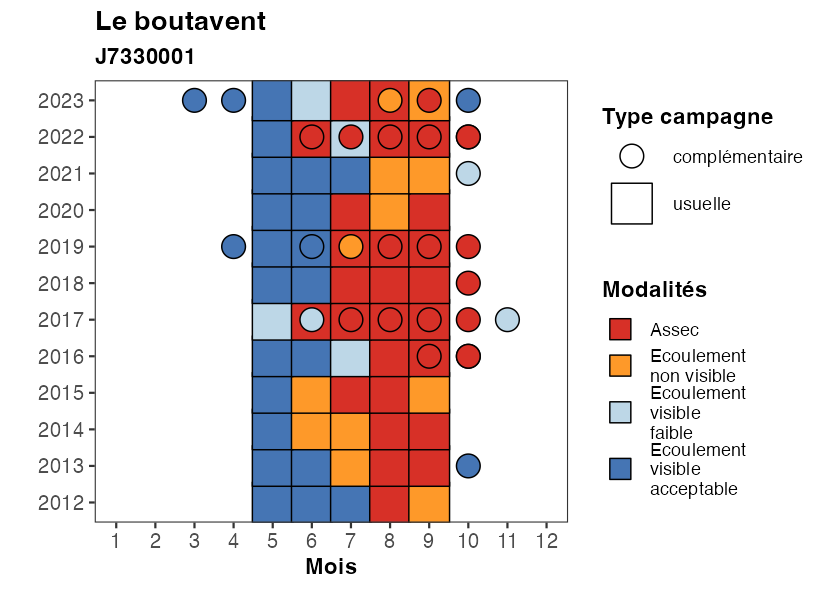 Le boutavent
J7330001
2023
2022
2021
2020
2019
2018
2017
2016
2015
2014
2013
2012
1 2 3 4 5 6 7 8 9 10 11 12
Mois
Type campagne
complémentaire
usuelle
Modalités
Assec
Ecoulement
non visible
Ecoulement
visible
faible
Ecoulement
visible
acceptable